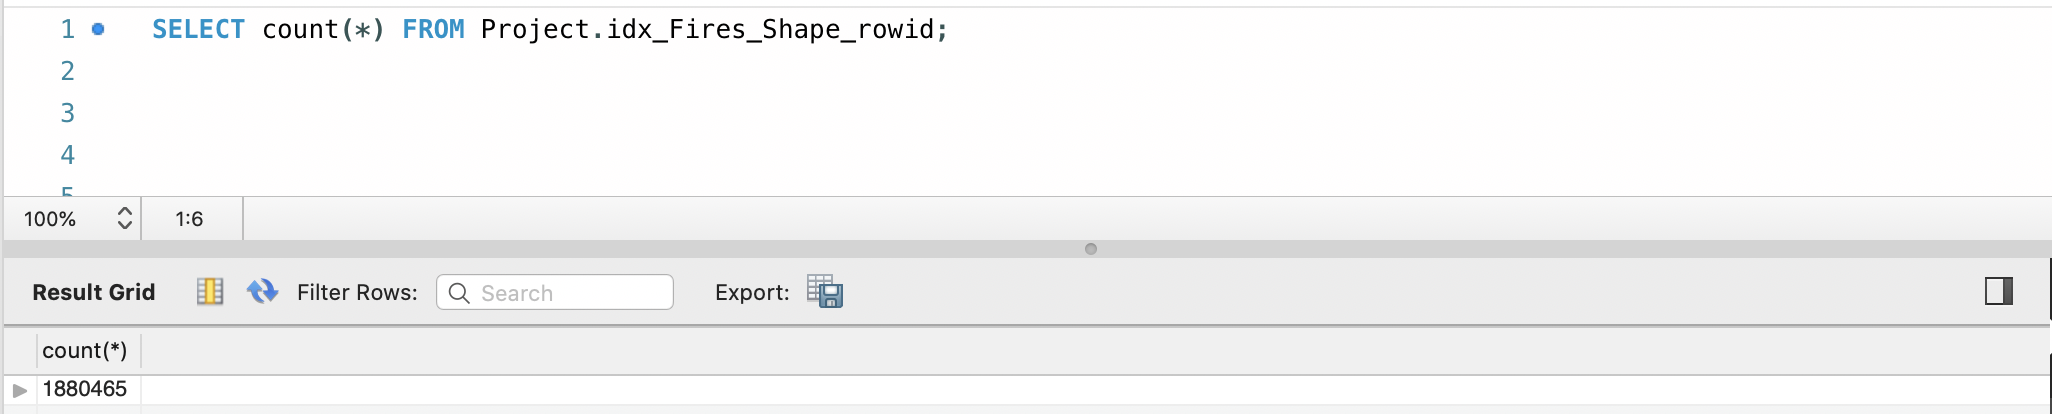 1 SELECT count(*) FROM Project.idx_Fires_Shape_rowid;
2
3
4
5
100% 1:6
Result Grid Filter Rows: Search Export:
count(*)
1880465